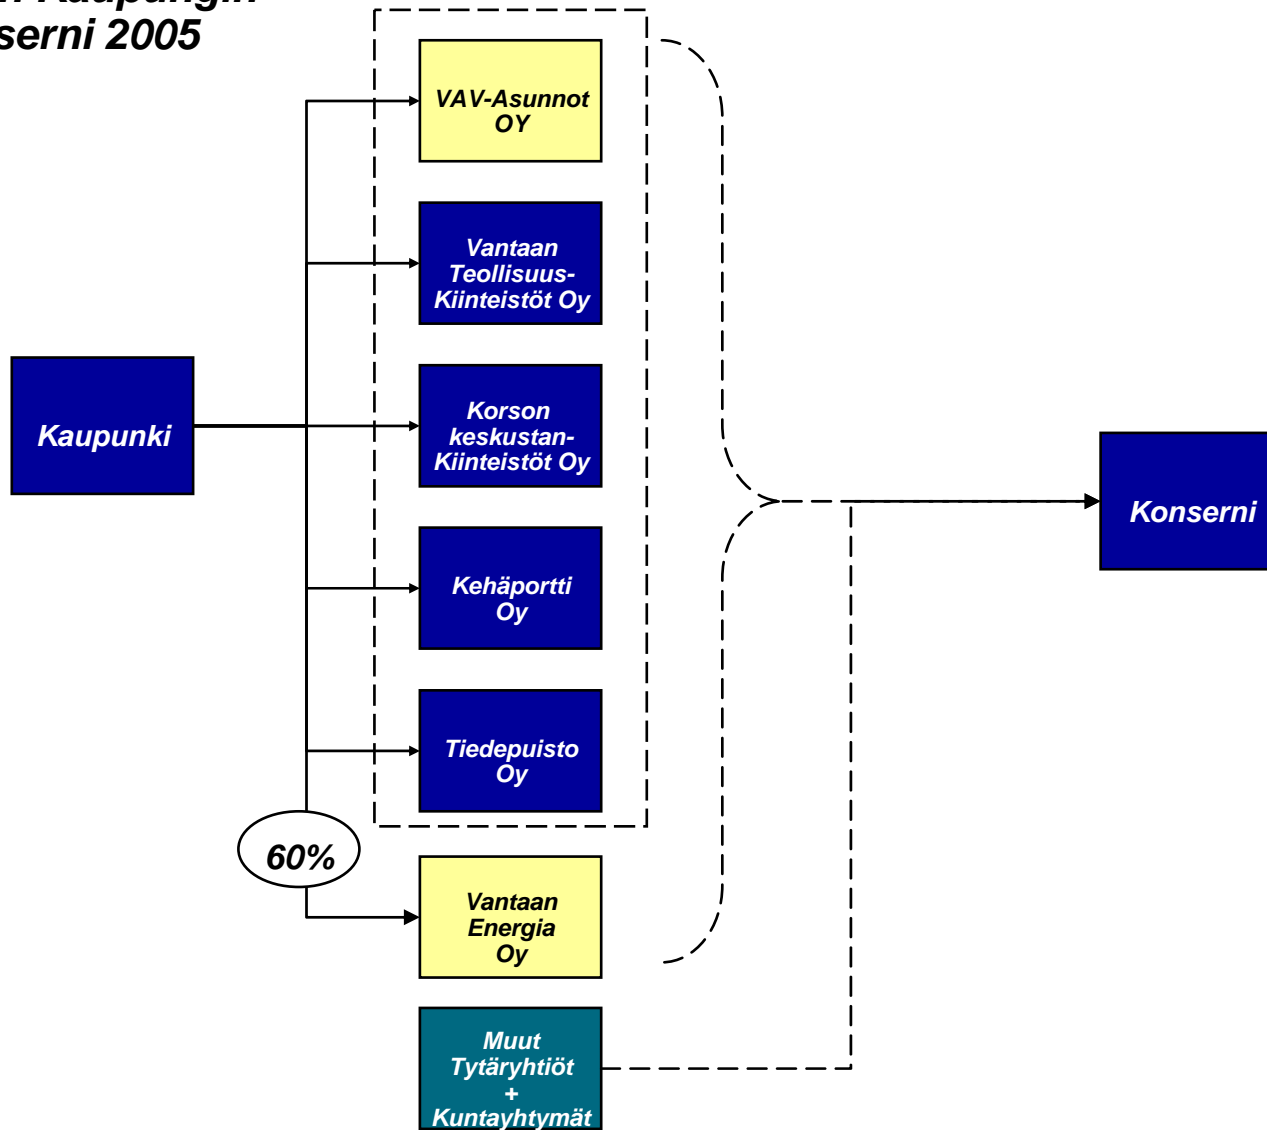 serni 2005
VAV-Asunnot
OY
Vantaan
Teollisuus-
Kiinteistöt Oy
Kaupunki
Korson
keskustan-
Kiinteistöt Oy
Kehäportti
Oy
Tiedepuisto
Oy
60%
Vantaan
Energia
Oy
Muut
Tytäryhtiöt
+
Kuntayhtymät
Konserni